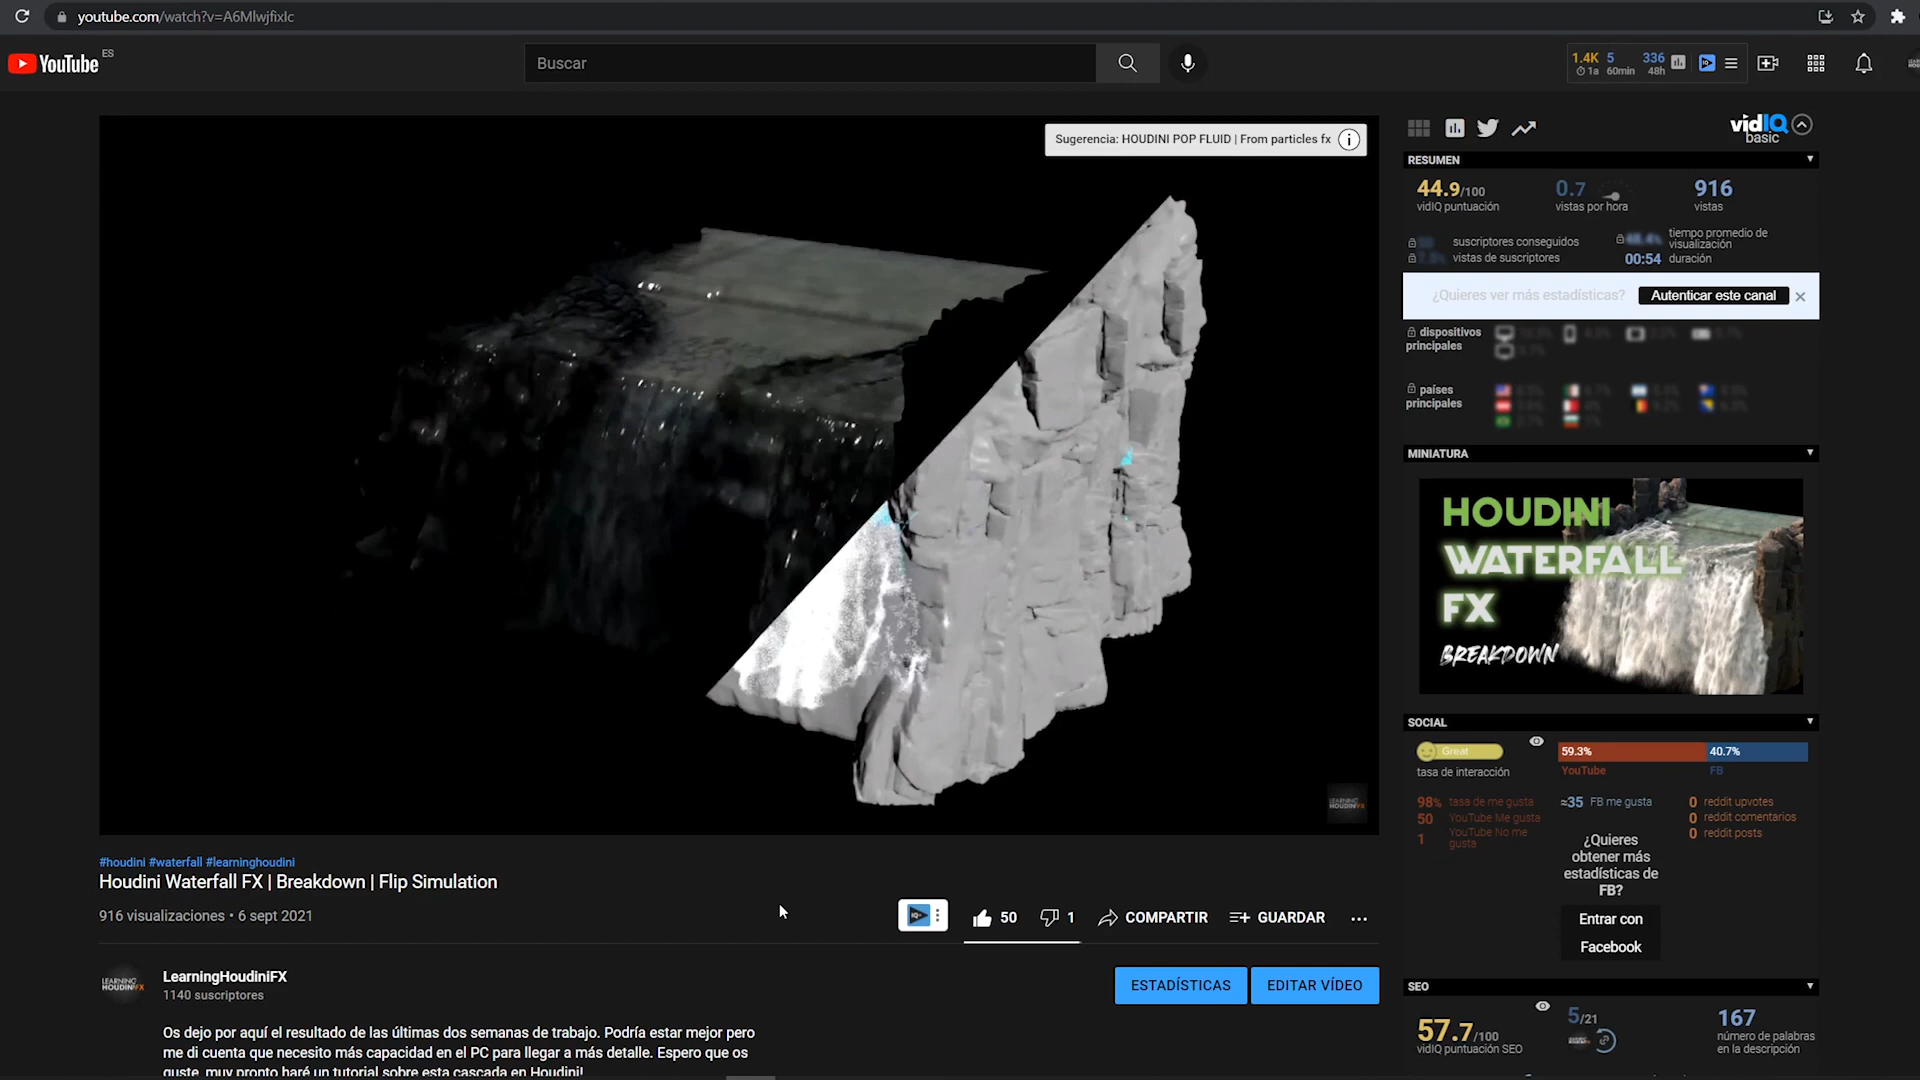 youtube.com/watch?v=A6Mlwjfixlc
YouTube ES
Buscar
1.4K 5 336
1a 60min 48h
Sugerencia: HOUDINI POP FLUID | From particles fx
LEARNING
HOUDINIFX
#houdini #waterfall #learninghoudini
Houdini Waterfall FX | Breakdown | Flip Simulation
916 visualizaciones • 6 sept 2021
50
1
COMPARTIR
GUARDAR
LEARNING
HOUDINIFX
LearningHoudiniFX
1140 suscriptores
ESTADÍSTICAS
EDITAR VÍDEO
Os dejo por aquí el resultado de las últimas dos semanas de trabajo. Podría estar mejor pero
me di cuenta que necesito más capacidad en el PC para llegar a más detalle. Espero que os
guste, muy pronto haré un tutorial sobre esta cascada en Houdini!
vidIQ
basic
RESUMEN
44.9/100
vidIQ puntuación
0.7
vistas por hora
916
vistas
suscriptores conseguidos
vistas de suscriptores
tiempo promedio de
visualización
00:54 duración
¿Quieres ver más estadísticas?
Autenticar este canal
dispositivos
principales
países
principales
MINIATURA
HOUDINI
WATERFALL
FX
BREAKDOWN
SOCIAL
Great
tasa de interacción
59.3%
40.7%
YouTube
FB
98% tasa de me gusta
50 YouTube Me gusta
1 YouTube No me
gusta
≈35 FB me gusta
0 reddit upvotes
0 reddit comentarios
0 reddit posts
¿Quieres
obtener más
estadísticas de
FB?
Entrar con
Facebook
SEO
57.7/100
vidIQ puntuación SEO
5/21
167
número de palabras
en la descripción